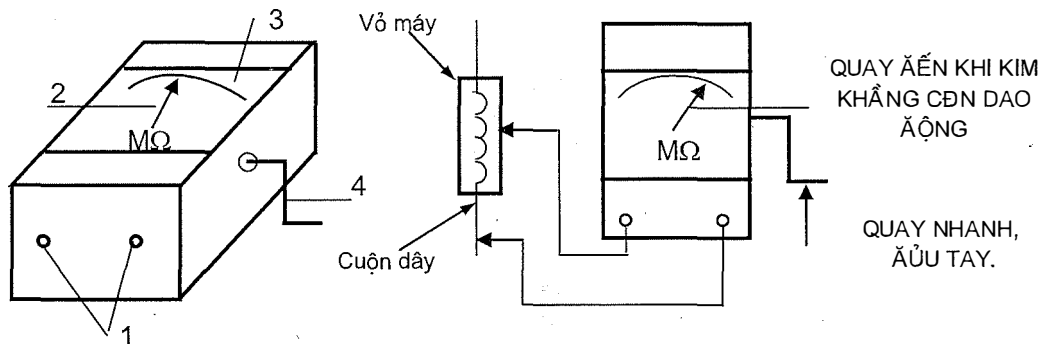 3
2
MΩ
4
1
Vỏ máy
Cuộn dây
MΩ
QUAY ĂẾN KHI KIM
KHẲNG CĐN DAO
ĂỘNG
QUAY NHANH,
ĂỦU TAY.